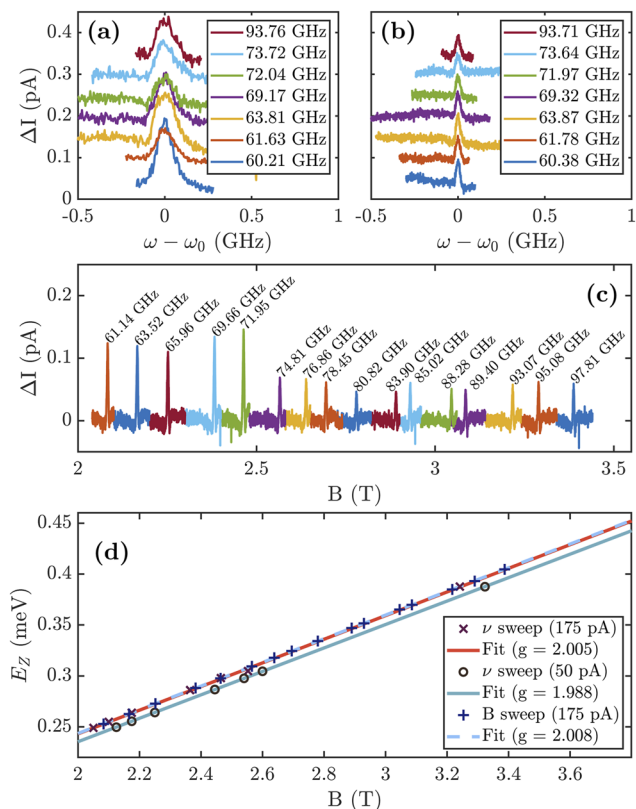 (a)
93.76 GHz
73.72 GHz
72.04 GHz
69.17 GHz
63.81 GHz
61.63 GHz
60.21 GHz
0.4
0.3
0.2
0.1
0
ΔI (pA)
-0.5 0 0.5 1
ω − ω0 (GHz)
(b)
93.71 GHz
73.64 GHz
71.97 GHz
69.32 GHz
63.87 GHz
61.78 GHz
60.38 GHz
-0.5 0 0.5 1
ω − ω0 (GHz)
(c)
0.2
0.1
0
ΔI (pA)
61.14 GHz
63.52 GHz
65.96 GHz
69.66 GHz
71.95 GHz
74.81 GHz
76.86 GHz
78.45 GHz
80.82 GHz
83.90 GHz
85.02 GHz
88.28 GHz
89.40 GHz
93.07 GHz
95.08 GHz
97.81 GHz
2 2.5 3 3.5
B (T)
(d)
0.45
0.4
0.35
0.3
0.25
EZ (meV)
ν sweep (175 pA)
Fit (g = 2.005)
ν sweep (50 pA)
Fit (g = 1.988)
B sweep (175 pA)
Fit (g = 2.008)
2 2.2 2.4 2.6 2.8 3 3.2 3.4 3.6
B (T)